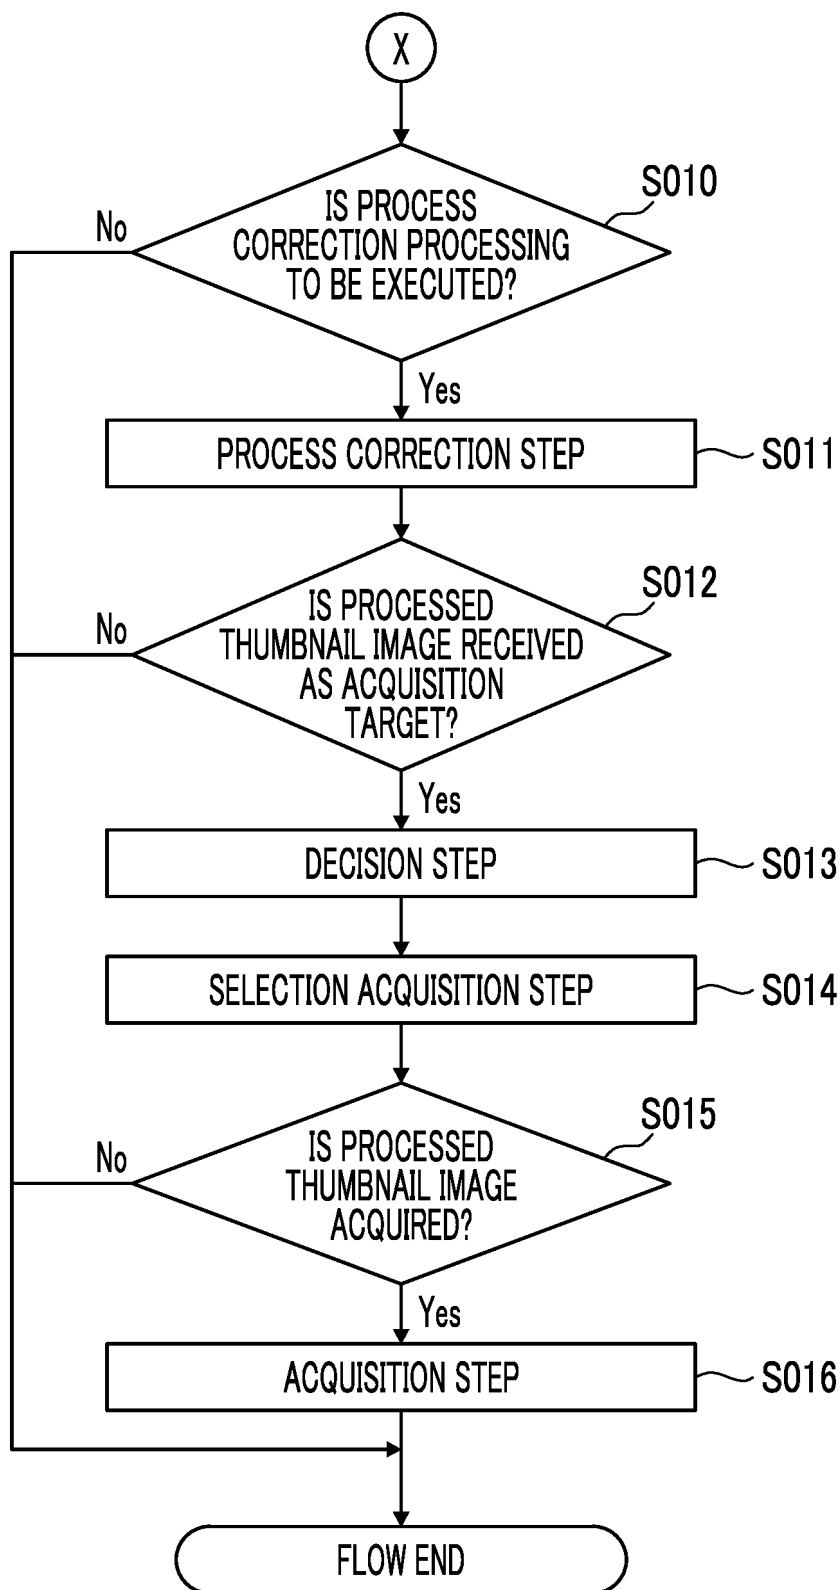 X
S010
IS PROCESS
CORRECTION PROCESSING
TO BE EXECUTED?
No
Yes
PROCESS CORRECTION STEP
S011
S012
IS PROCESSED
THUMBNAIL IMAGE RECEIVED
AS ACQUISITION
TARGET?
No
Yes
DECISION STEP
S013
SELECTION ACQUISITION STEP
S014
S015
IS PROCESSED
THUMBNAIL IMAGE
ACQUIRED?
No
Yes
ACQUISITION STEP
S016
FLOW END